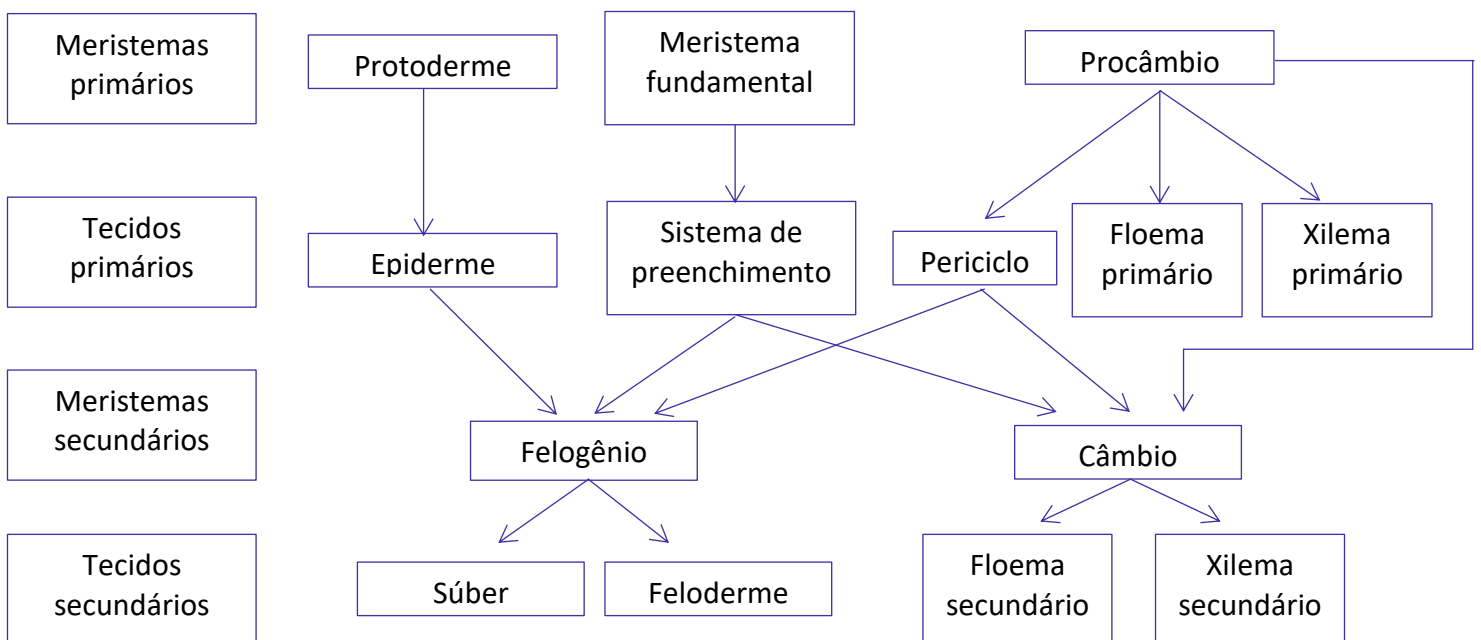 Meristemas
primários
Protoderme
Meristema
fundamental
Procâmbio
Tecidos
primários
Epiderme
Sistema de
preenchimento
Periciclo
Floema
primário
Xilema
primário
Meristemas
secundários
Felogênio
Câmbio
Tecidos
secundários
Súber
Feloderme
Floema
secundário
Xilema
secundário